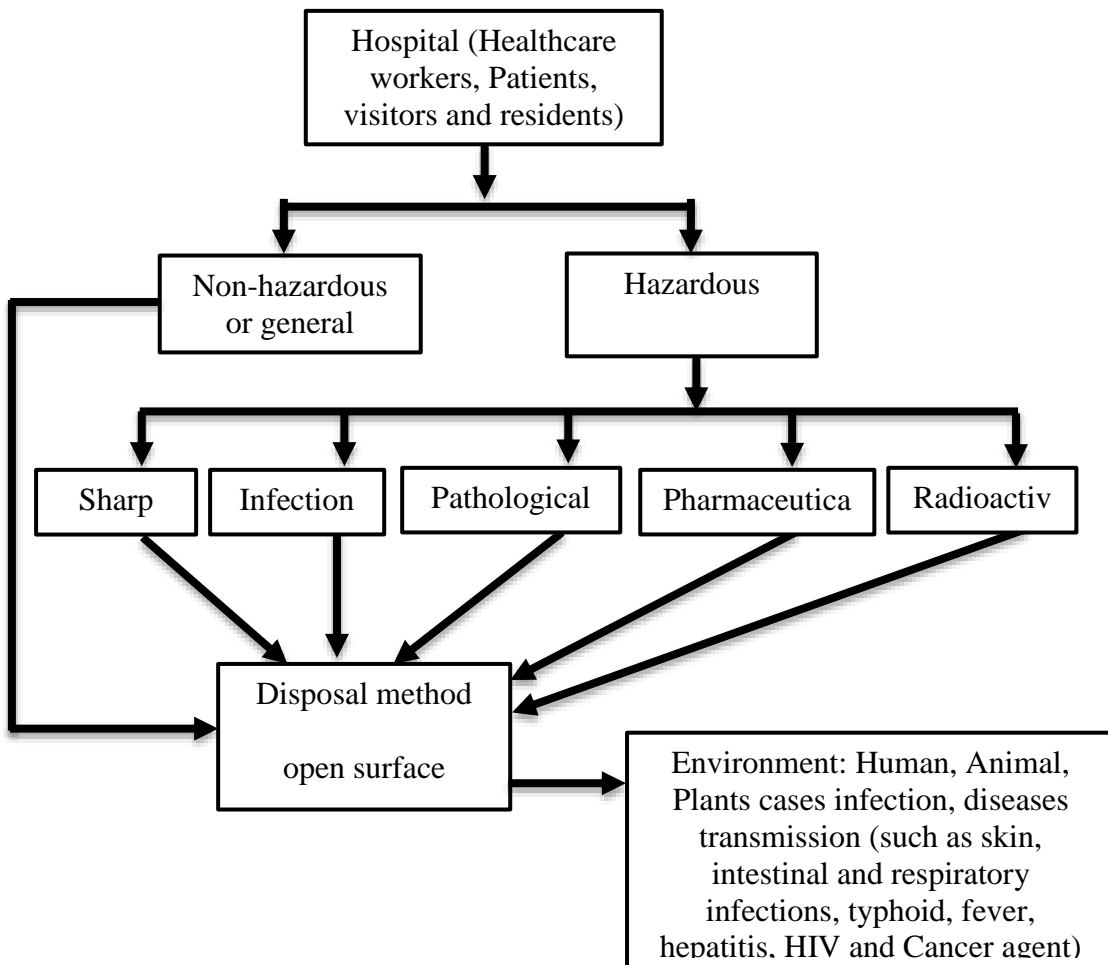 Hospital (Healthcare
workers, Patients,
visitors and residents)
Non-hazardous
or general
Hazardous
Sharp
Infection
Pathological
Pharmaceutica
Radioactiv
Disposal method
open surface
Environment: Human, Animal,
Plants cases infection, diseases
transmission (such as skin,
intestinal and respiratory
infections, typhoid, fever,
hepatitis, HIV and Cancer agent)